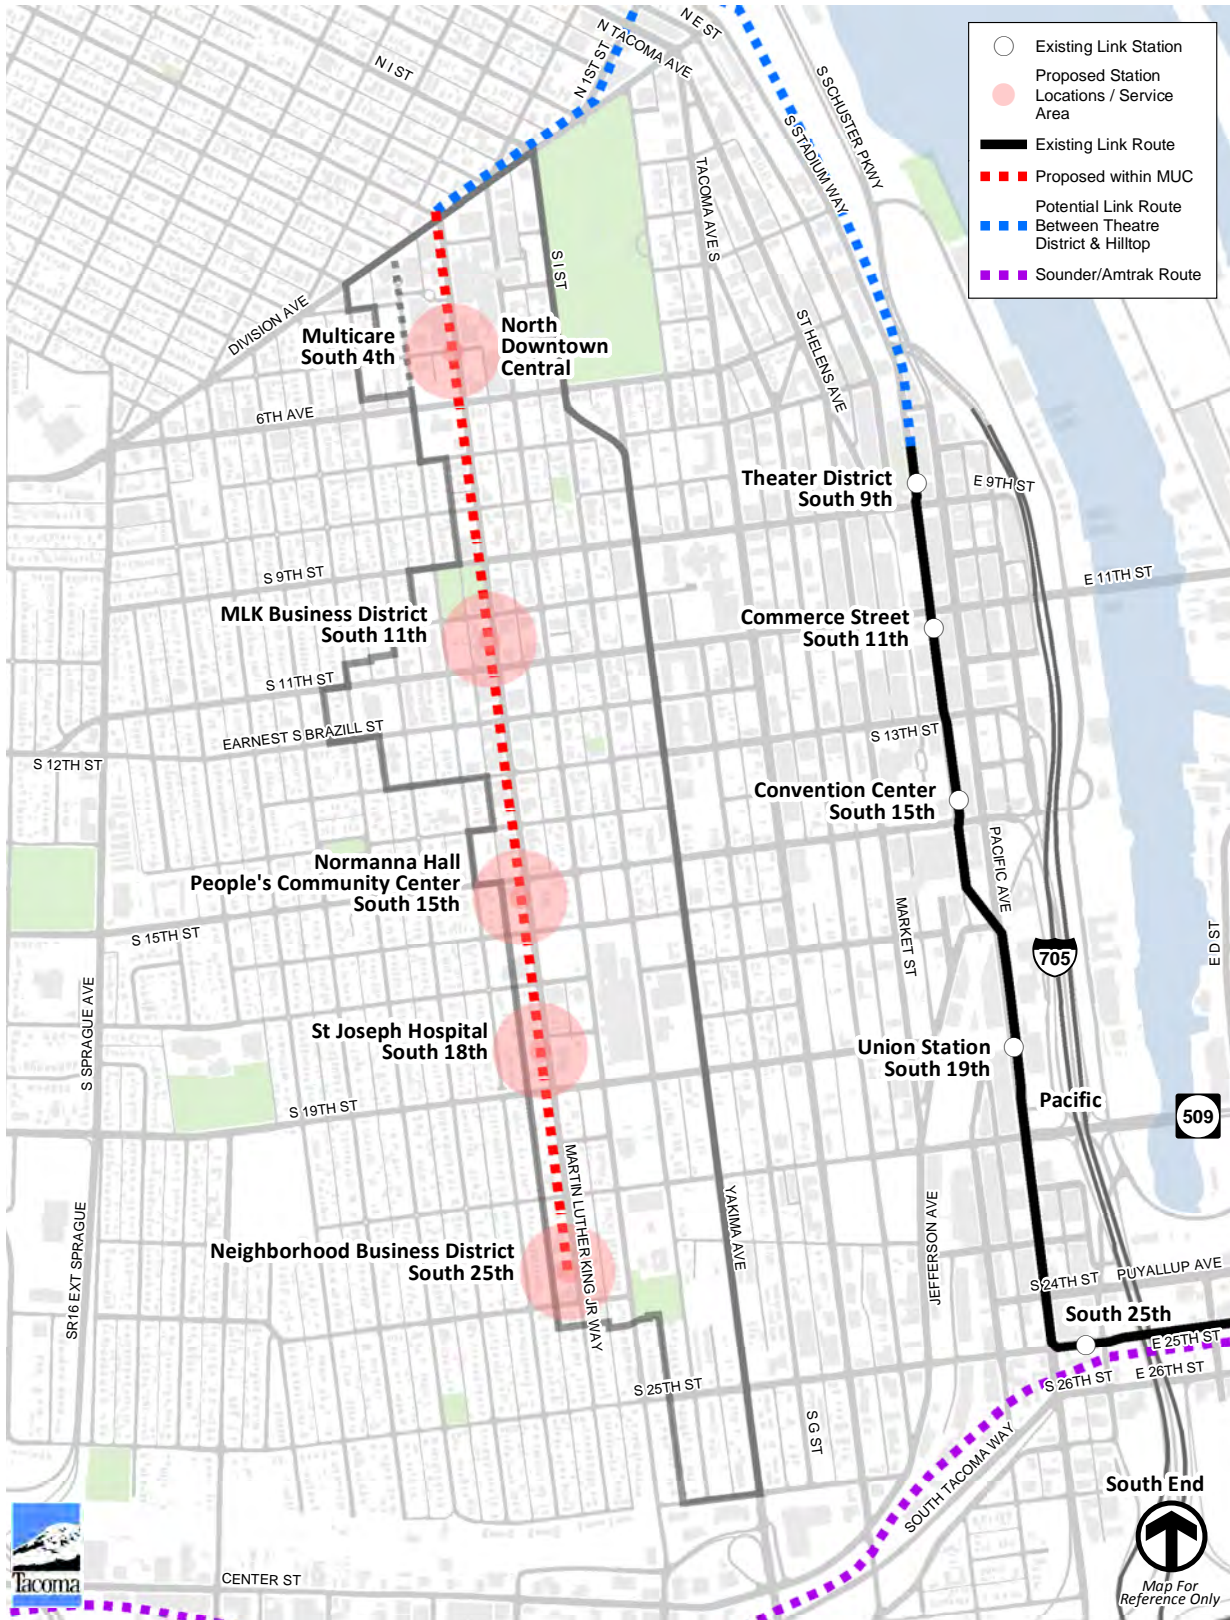 Existing Link Station
Proposed Station
Locations / Service
Area
Existing Link Route
Proposed within MUC
Potential Link Route
Between Theatre
District & Hilltop
Sounder/Amtrak Route
N E ST
N TACOMA AVE
N I ST
N 1ST ST
S SCHUSTER PKWY
S STADIUM WAY
TACOMA AVE S
S I ST
ST HELENS AVE
DIVISION AVE
Multicare
South 4th
North
Downtown
Central
6TH AVE
Theater District
South 9th
E 9TH ST
S 9TH ST
E 11TH ST
MLK Business District
South 11th
Commerce Street
South 11th
S 11TH ST
EARNEST S BRAZILL ST
S 12TH ST
S 13TH ST
Convention Center
South 15th
PACIFIC AVE
Normanna Hall
People's Community Center
South 15th
MARKET ST
S 15TH ST
705
E D ST
S SPRAGUE AVE
St Joseph Hospital
South 18th
Union Station
South 19th
Pacific
S 19TH ST
509
MARTIN LUTHER KING JR WAY
YAKIMA AVE
JEFFERSON AVE
SR16 EXT SPRAGUE
Neighborhood Business District
South 25th
S 24TH ST
PUYALLUP AVE
South 25th
E 25TH ST
S 26TH ST
E 26TH ST
S 25TH ST
S G ST
SOUTH TACOMA WAY
South End
Tacoma
CENTER ST
Map For
Reference Only